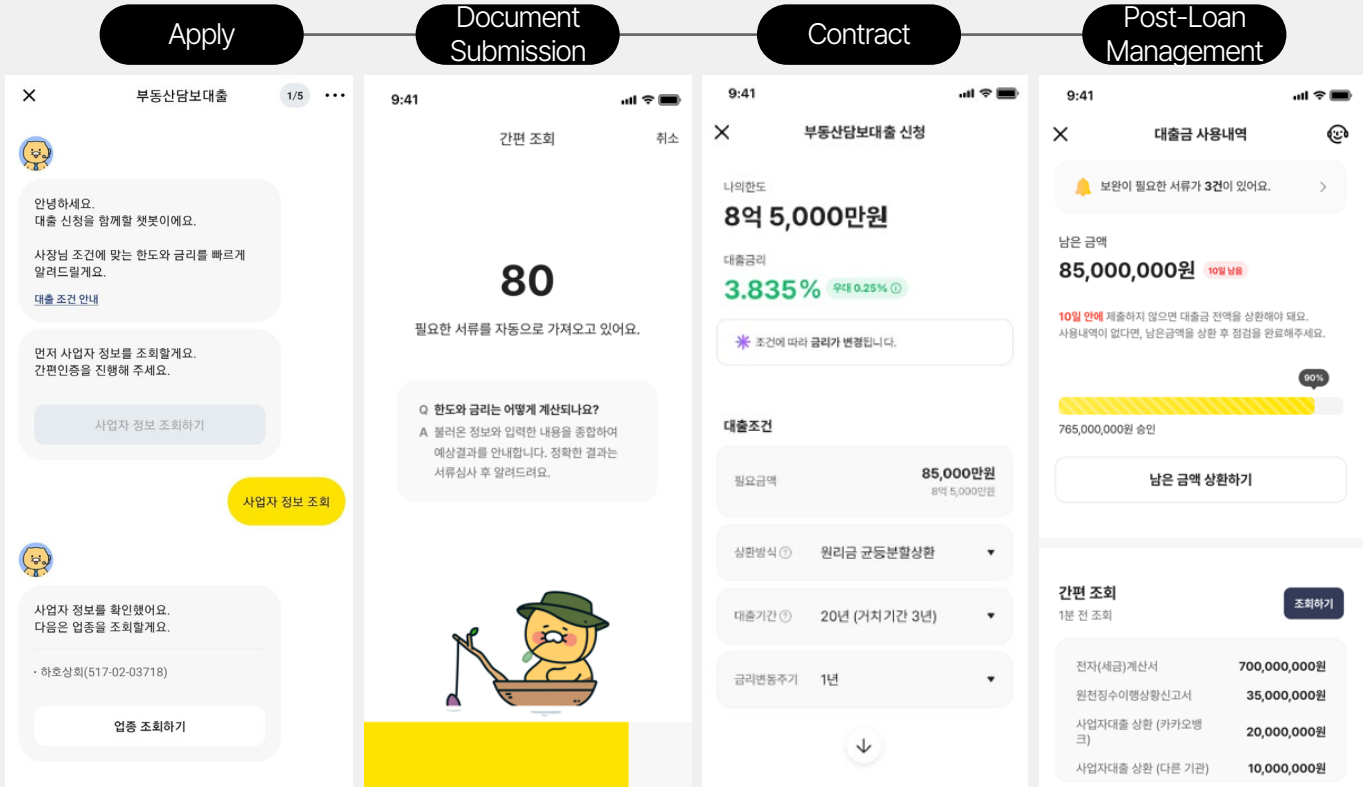 Apply
Document
Submission
Contract
Post-Loan
Management
부동산담보대출
1/5
안녕하세요.
대출 신청을 함께할 챗봇이에요.
사장님 조건에 맞는 한도와 금리를 빠르게
알려드릴게요.
대출 조건 안내
먼저 사업자 정보를 조회할게요.
간편인증을 진행해 주세요.
사업자 정보 조회하기
사업자 정보 조회
사업자 정보를 확인했어요.
다음은 업종을 조회할게요.
· 하호상회(517-02-03718)
업종 조회하기
9:41
간편 조회
취소
80
필요한 서류를 자동으로 가져오고 있어요.
Q 한도와 금리는 어떻게 계산되나요?
A 불러온 정보와 입력한 내용을 종합하여
예상결과를 안내합니다. 정확한 결과는
서류심사 후 알려드려요.
9:41
부동산담보대출 신청
나의한도
8억 5,000만원
대출금리
3.835%
우대 0.25%
조건에 따라 금리가 변경됩니다.
대출조건
필요금액
85,000만원
8억 5,000만원
상환방식
원리금 균등분할상환
대출기간
20년 (거치기간 3년)
금리변동주기
1년
9:41
대출금 사용내역
보완이 필요한 서류가 3건이 있어요.
남은 금액
85,000,000원
10일 남음
10일 안에 제출하지 않으면 대출금 전액을 상환해야 돼요.
사용내역이 없다면, 남은금액을 상환 후 점검을 완료해주세요.
90%
765,000,000원 승인
남은 금액 상환하기
간편 조회
1분 전 조회
조회하기
전자(세금)계산서
700,000,000원
원천징수이행상황신고서
35,000,000원
사업자대출 상환 (카카오뱅
크)
20,000,000원
사업자대출 상환 (다른 기관)
10,000,000원